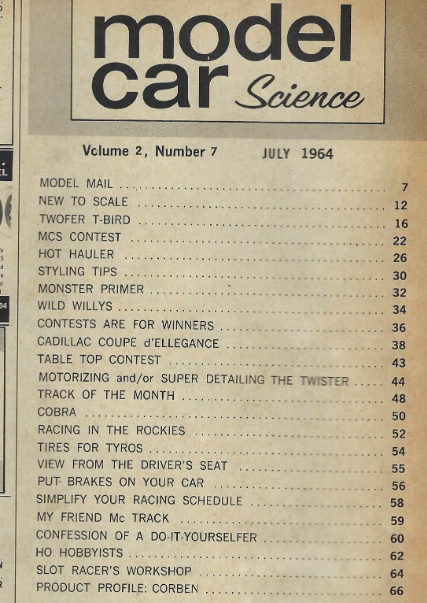 model
car Science
Volume 2, Number 7 JULY 1964
MODEL MAIL 7
NEW TO SCALE 12
TWOFER T-BIRD 16
MCS CONTEST 22
HOT HAULER 26
STYLING TIPS 30
MONSTER PRIMER 32
WILD WILLYS 34
CONTESTS ARE FOR WINNERS 36
CADILLAC COUPE d'ELLEGANCE 38
TABLE TOP CONTEST 43
MOTORIZING and/or SUPER DETAILING THE TWISTER 44
TRACK OF THE MONTH 48
COBRA 50
RACING IN THE ROCKIES 52
TIRES FOR TYROS 54
VIEW FROM THE DRIVER'S SEAT 55
PUT BRAKES ON YOUR CAR 56
SIMPLIFY YOUR RACING SCHEDULE 58
MY FRIEND Mc TRACK 59
CONFESSION OF A DO-IT-YOURSELFER 60
HO HOBBYISTS 62
SLOT RACER'S WORKSHOP 64
PRODUCT PROFILE: CORBEN 66